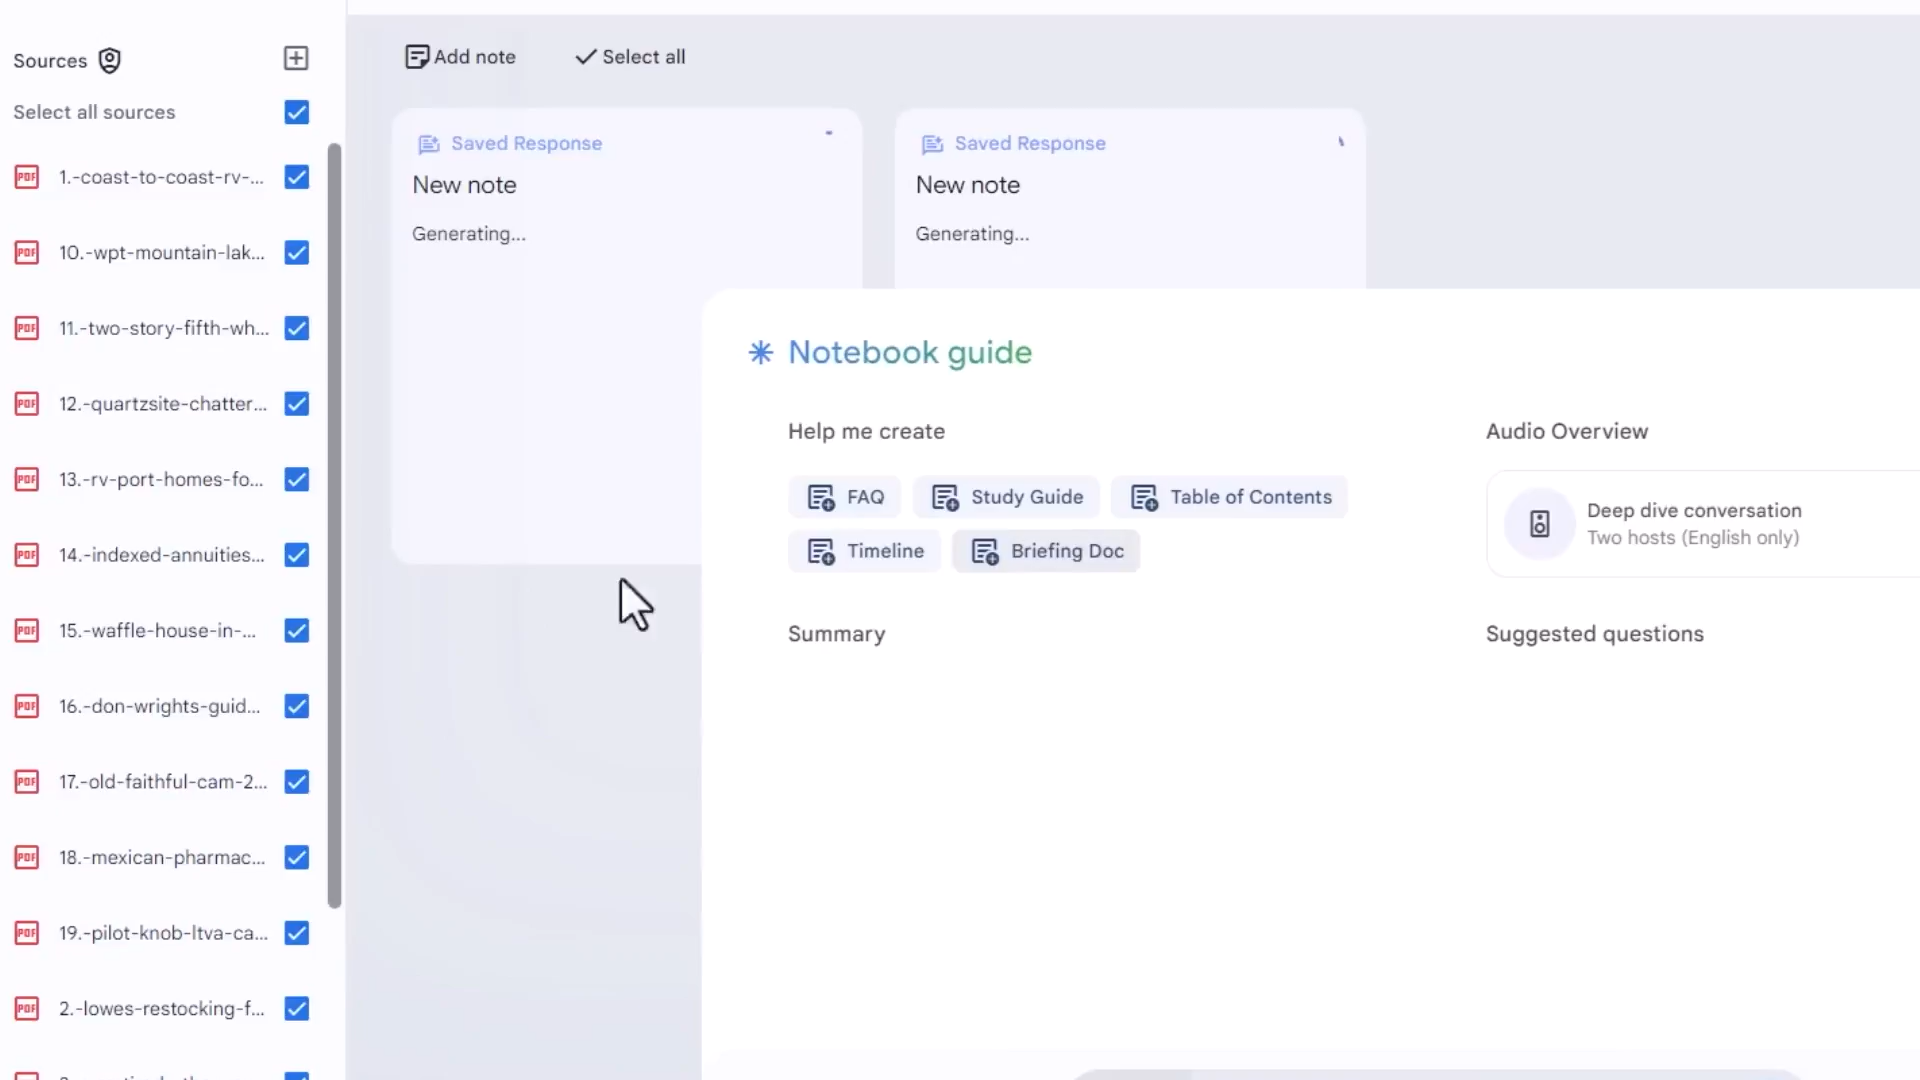 Sources
Select all sources
1.-coast-to-coast-rv-...
10.-wpt-mountain-lak...
11.-two-story-fifth-wh...
12.-quartzsite-chatter...
13.-rv-port-homes-fo...
14.-indexed-annuities...
15.-waffle-house-in-...
16.-don-wrights-guid...
17.-old-faithful-cam-2...
18.-mexican-pharmac...
19.-pilot-knob-ltva-ca...
2.-lowes-restocking-f...
Add note
Select all
Saved Response
New note
Generating...
Saved Response
New note
Generating...
Notebook guide
Help me create
FAQ
Study Guide
Table of Contents
Timeline
Briefing Doc
Summary
Audio Overview
Deep dive conversation
Two hosts (English only)
Suggested questions